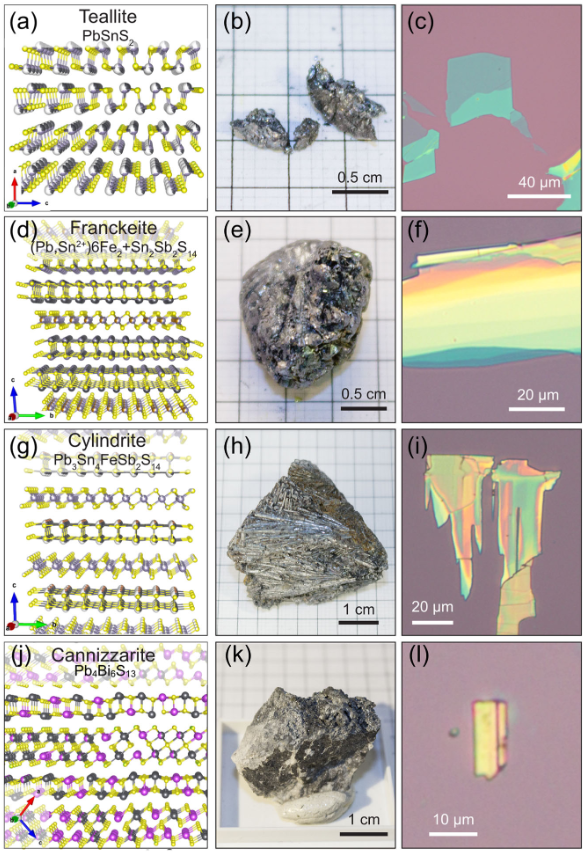 (a)
Teallite
PbSnS₂
a
c
(b)
0.5 cm
(c)
40 µm
(d)
Franckeite
(Pb,Sn²⁺)6Fe₂+Sn₂Sb₂S₁₄
c
b
(e)
0.5 cm
(f)
20 µm
(g)
Cylindrite
Pb₃Sn₄FeSb₂S₁₄
c
b
(h)
1 cm
(i)
20 µm
(j)
Cannizzarite
Pb₄Bi₆S₁₃
c
(k)
1 cm
(l)
10 µm